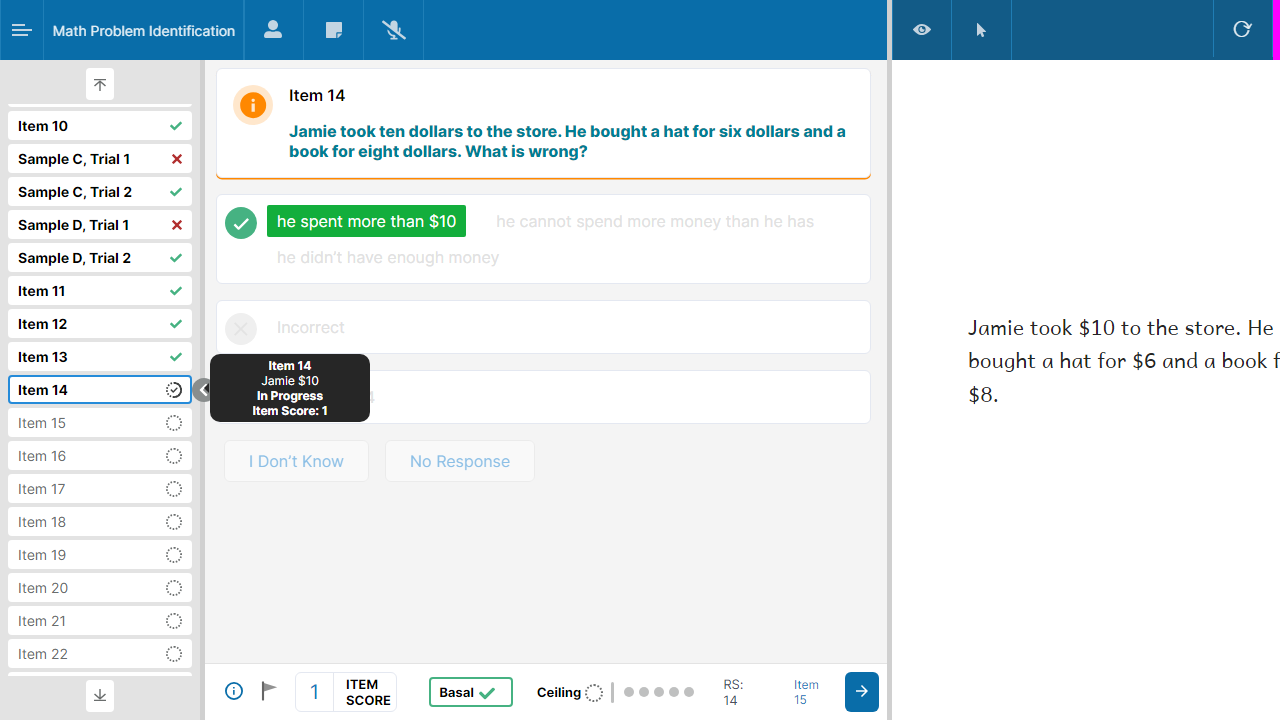 Math Problem Identification
Item 10
Sample C, Trial 1
Sample C, Trial 2
Sample D, Trial 1
Sample D, Trial 2
Item 11
Item 12
Item 13
Item 14
Item 15
Item 16
Item 17
Item 18
Item 19
Item 20
Item 21
Item 22
Item 14
Jamie took ten dollars to the store. He bought a hat for six dollars and a
book for eight dollars. What is wrong?
he spent more than $10
he cannot spend more money than he has
he didn't have enough money
Incorrect
Item 14
Jamie $10
In Progress
Item Score: 1
I Don't Know
No Response
1
ITEM
SCORE
Basal
Ceiling
RS:
14
Item
15
Jamie took $10 to the store. He
bought a hat for $6 and a book f
$8.